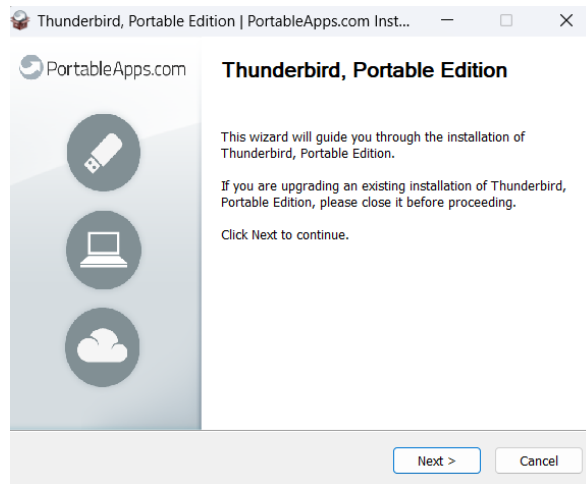 Thunderbird, Portable Edition | PortableApps.com Inst...
PortableApps.com
Thunderbird, Portable Edition
This wizard will guide you through the installation of
Thunderbird, Portable Edition.
If you are upgrading an existing installation of Thunderbird,
Portable Edition, please close it before proceeding.
Click Next to continue.
Next >
Cancel